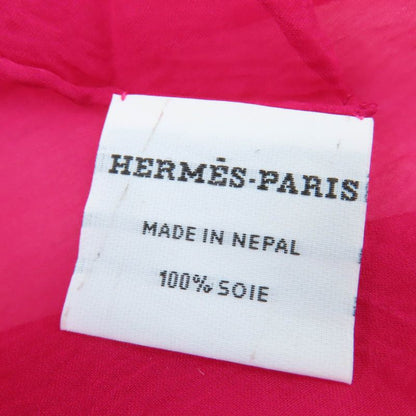 HERMÈS-PARIS
MADE IN NEPAL
100% SOIE